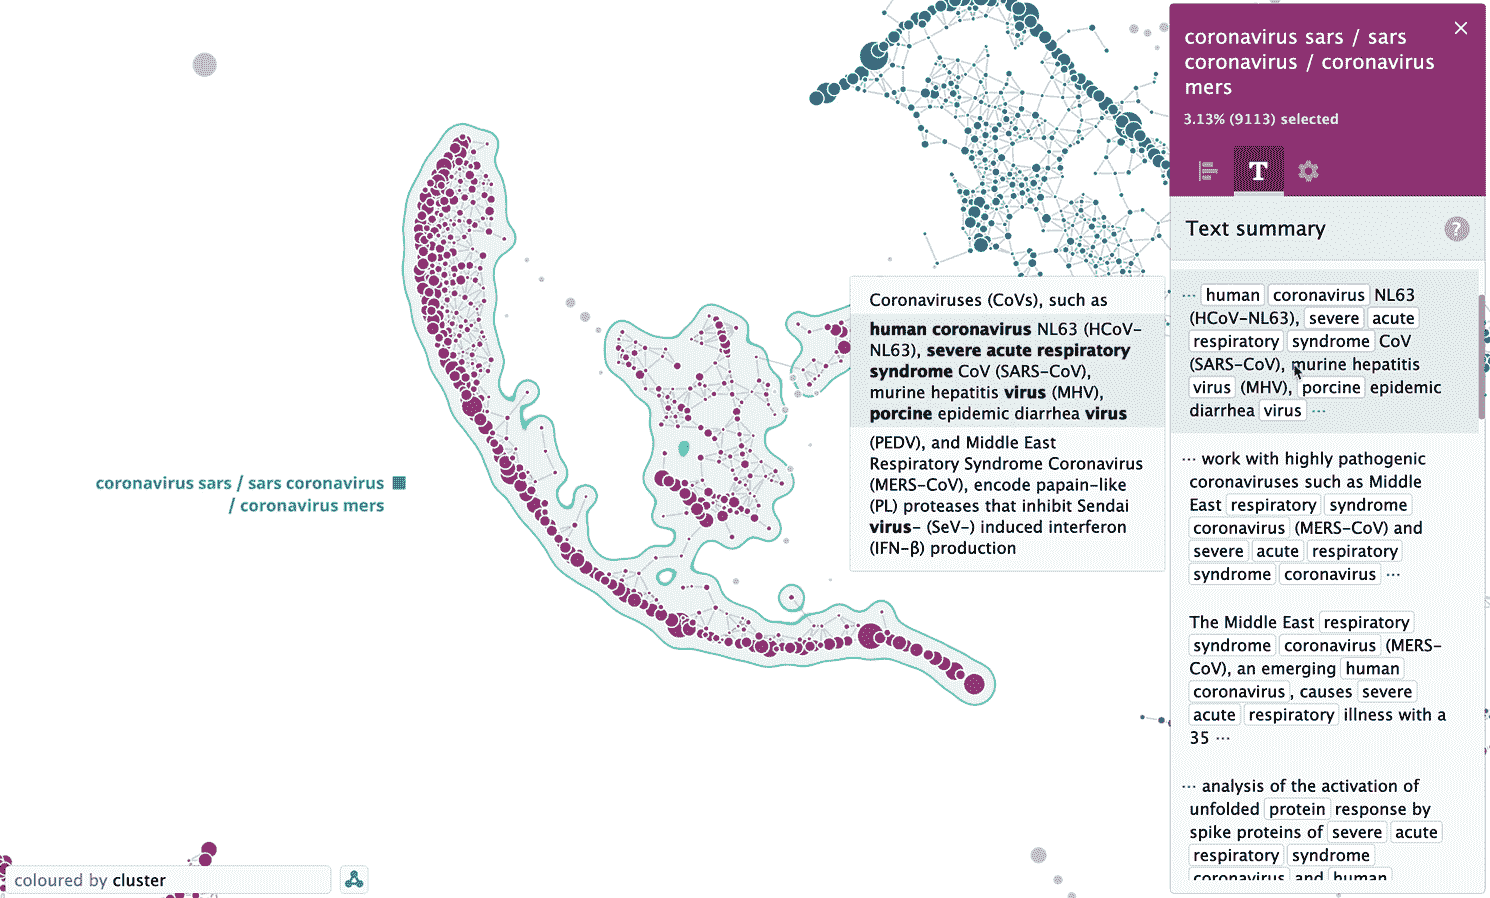 coronavirus sars / sars coronavirus
/ coronavirus mers
coloured by cluster
Coronaviruses (CoVs), such as
human coronavirus NL63 (HCoV-
NL63), severe acute respiratory
syndrome CoV (SARS-CoV),
murine hepatitis virus (MHV),
porcine epidemic diarrhea virus
(PEDV), and Middle East
Respiratory Syndrome Coronavirus
(MERS-CoV), encode papain-like
(PL) proteases that inhibit Sendai
virus- (SeV-) induced interferon
(IFN-β) production
coronavirus sars / sars
coronavirus / coronavirus
mers
3.13% (9113) selected
T
Text summary
?
··· human coronavirus NL63
(HCoV-NL63), severe acute
respiratory syndrome CoV
(SARS-CoV), murine hepatitis
virus (MHV), porcine epidemic
diarrhea virus ···
··· work with highly pathogenic
coronaviruses such as Middle
East respiratory syndrome
coronavirus (MERS-CoV) and
severe acute respiratory
syndrome coronavirus ···
The Middle East respiratory
syndrome coronavirus (MERS-
CoV), an emerging human
coronavirus, causes severe
acute respiratory illness with a
35 ···
··· analysis of the activation of
unfolded protein response by
spike proteins of severe acute
respiratory syndrome
coronavirus and human